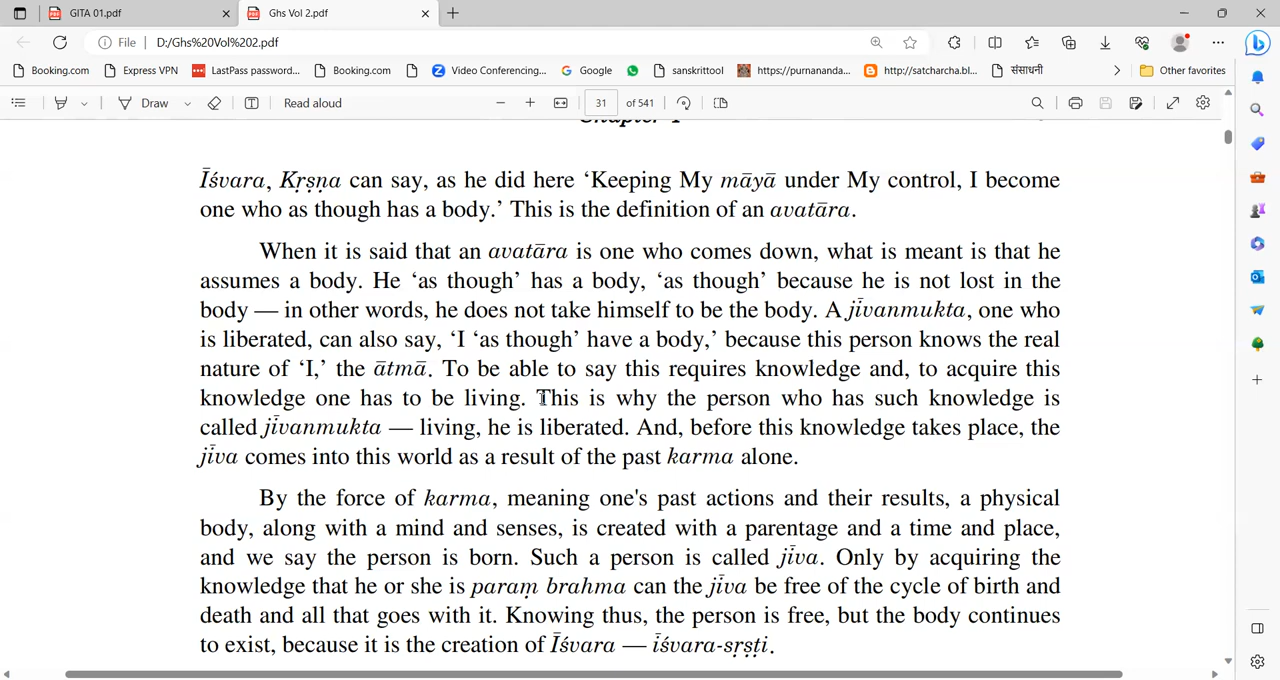 GITA 01.pdf
Ghs Vol 2.pdf
File D:/Ghs%20Vol%202.pdf
Booking.com Express VPN LastPass password... Booking.com Video Conferencing... Google sanskrittool https://purnananda... http://satcharcha.bl... संसाधनी Other favorites
Draw Read aloud 31 of 541
Īśvara, Kṛṣṇa can say, as he did here ‘Keeping My māyā under My control, I become
one who as though has a body.’ This is the definition of an avatāra.
When it is said that an avatāra is one who comes down, what is meant is that he
assumes a body. He ‘as though’ has a body, ‘as though’ because he is not lost in the
body — in other words, he does not take himself to be the body. A jīvanmukta, one who
is liberated, can also say, ‘I ‘as though’ have a body,’ because this person knows the real
nature of ‘I,’ the ātmā. To be able to say this requires knowledge and, to acquire this
knowledge one has to be living. This is why the person who has such knowledge is
called jīvanmukta — living, he is liberated. And, before this knowledge takes place, the
jīva comes into this world as a result of the past karma alone.
By the force of karma, meaning one's past actions and their results, a physical
body, along with a mind and senses, is created with a parentage and a time and place,
and we say the person is born. Such a person is called jīva. Only by acquiring the
knowledge that he or she is paraṃ brahma can the jīva be free of the cycle of birth and
death and all that goes with it. Knowing thus, the person is free, but the body continues
to exist, because it is the creation of Īśvara — īśvara-sṛṣṭi.